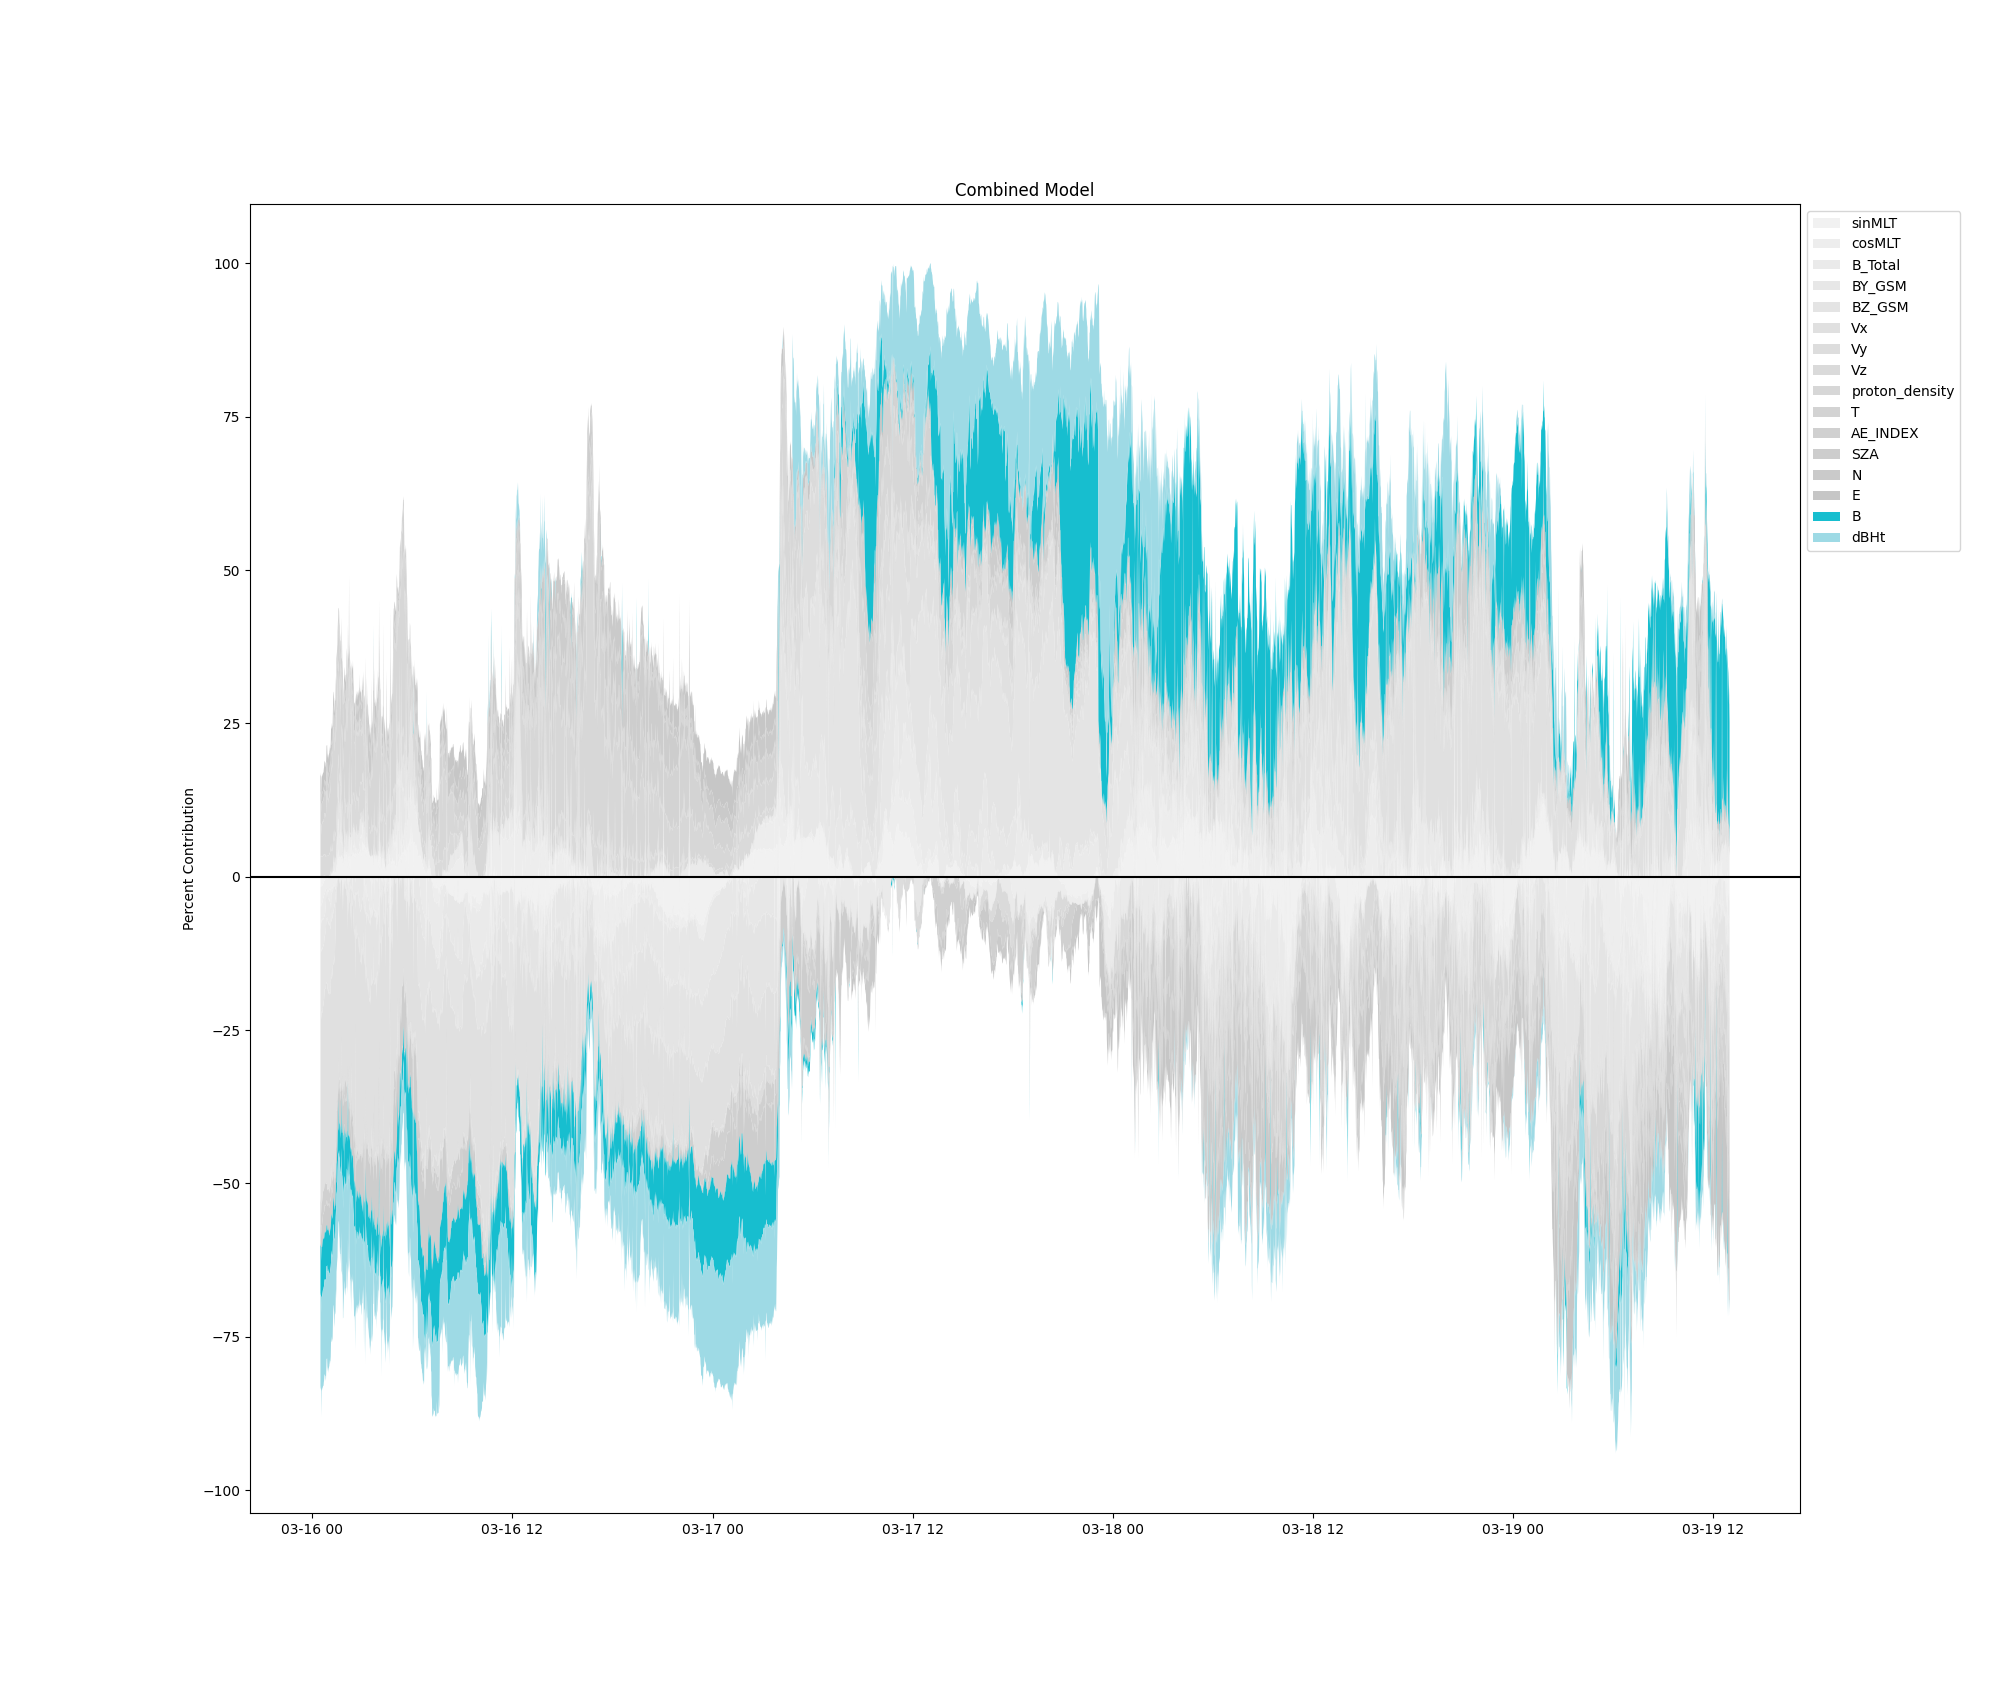 Combined Model
100
75
50
25
0
−25
−50
−75
−100
Percent Contribution
03-16 00
03-16 12
03-17 00
03-17 12
03-18 00
03-18 12
03-19 00
03-19 12
sinMLT
cosMLT
B_Total
BY_GSM
BZ_GSM
Vx
Vy
Vz
proton_density
T
AE_INDEX
SZA
N
E
B
dBHt